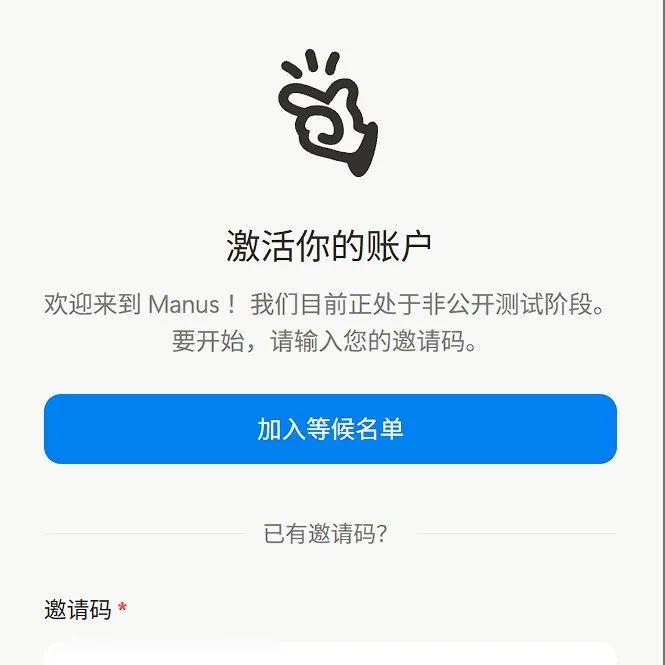 激活你的账户
欢迎来到 Manus！我们目前正处于非公开测试阶段。
要开始，请输入您的邀请码。
加入等候名单
已有邀请码？
邀请码 *